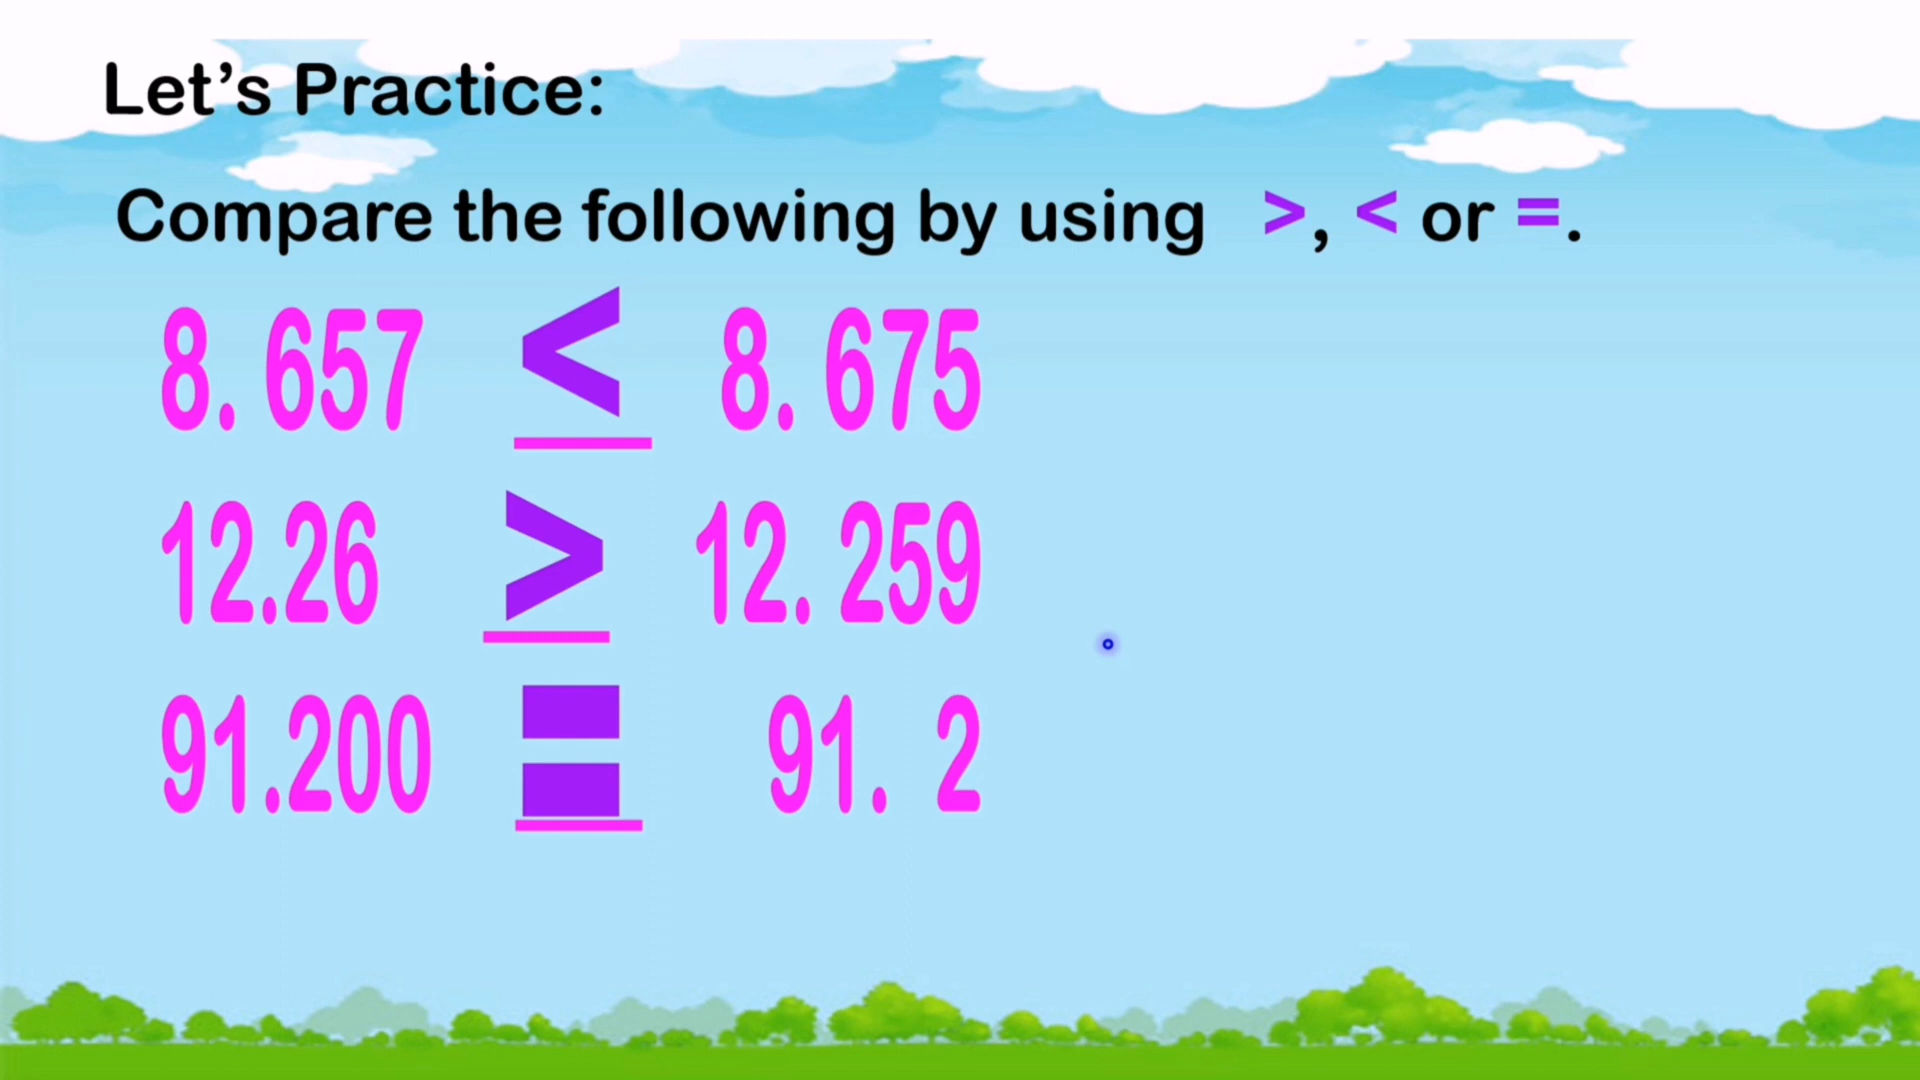 Let’s Practice:
Compare the following by using >, < or =.
8. 657 < 8. 675
12.26 > 12. 259
91.200 = 91. 2